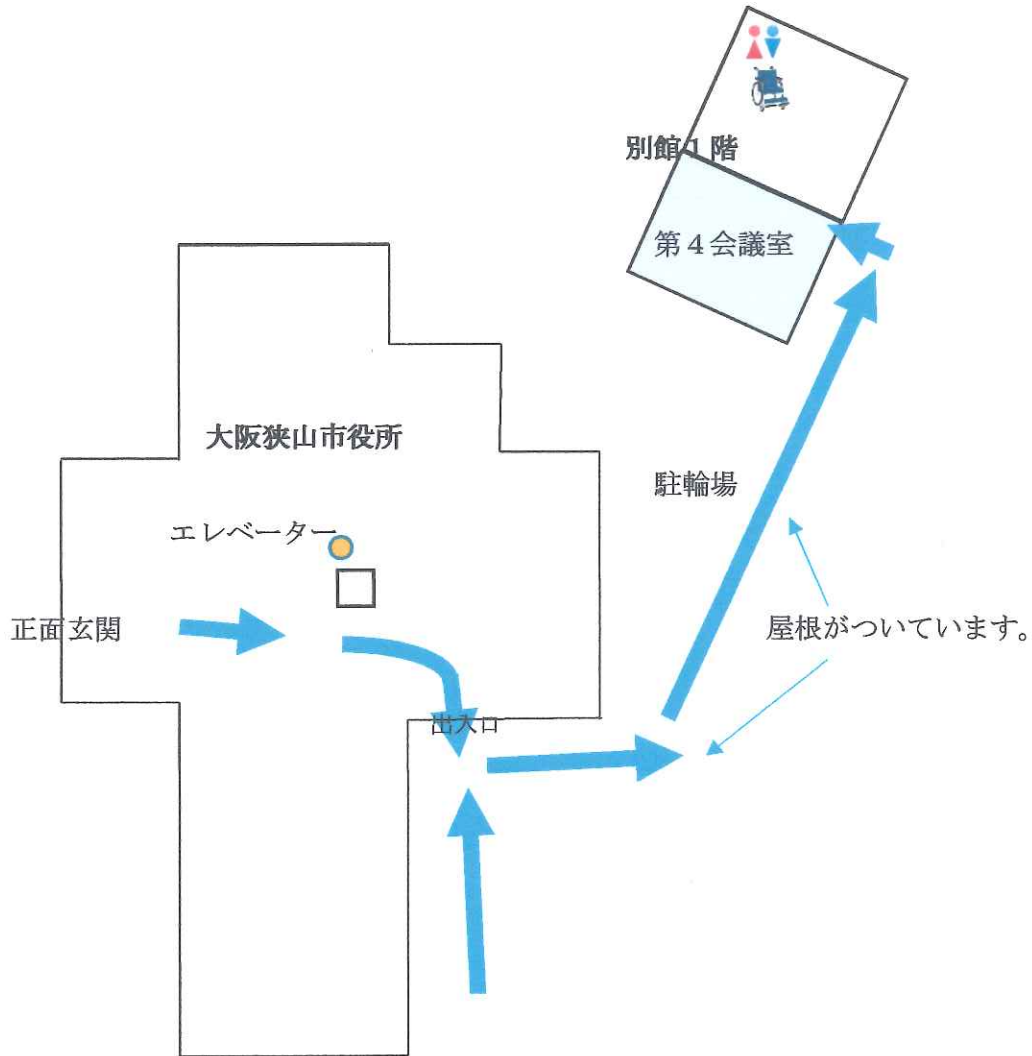 別館1階
第4会議室
大阪狭山市役所
駐輪場
エレベーター
正面玄関
屋根がついています。
出入口